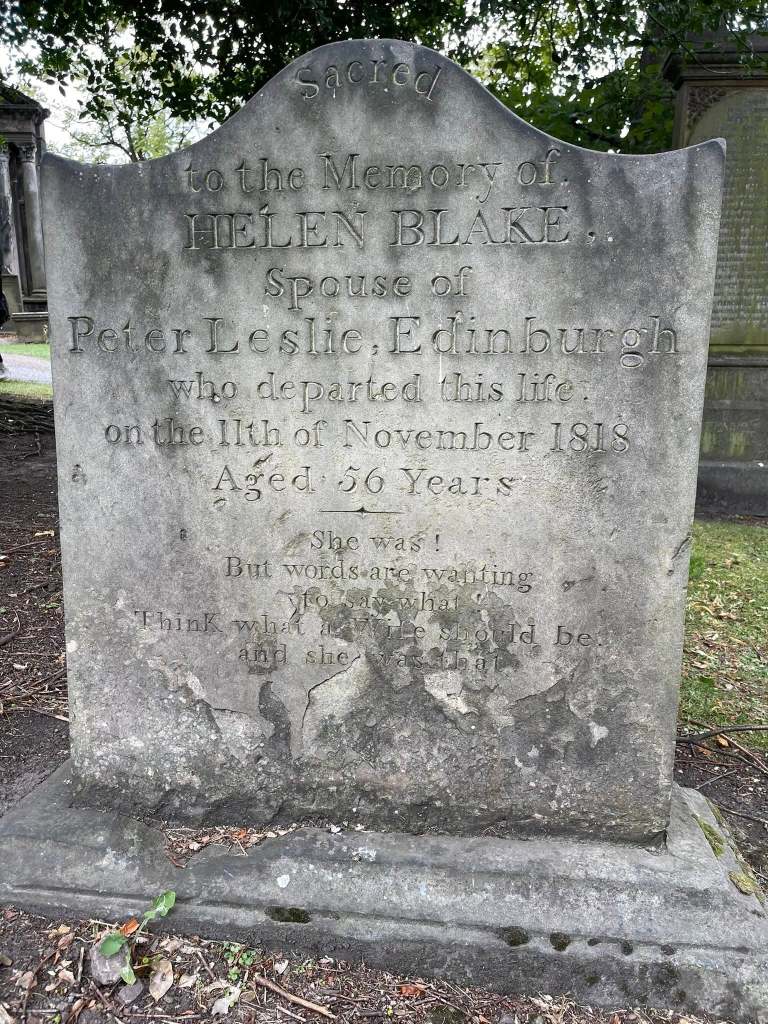 Sacred
to the Memory of.
HELEN BLAKE.
Spouse of
Peter Leslie, Edinburgh
who departed this life
on the 11th of November 1818
Aged 56 Years
She was!
But words are wanting
to say what!
Think what a Wife should be.
and she was that